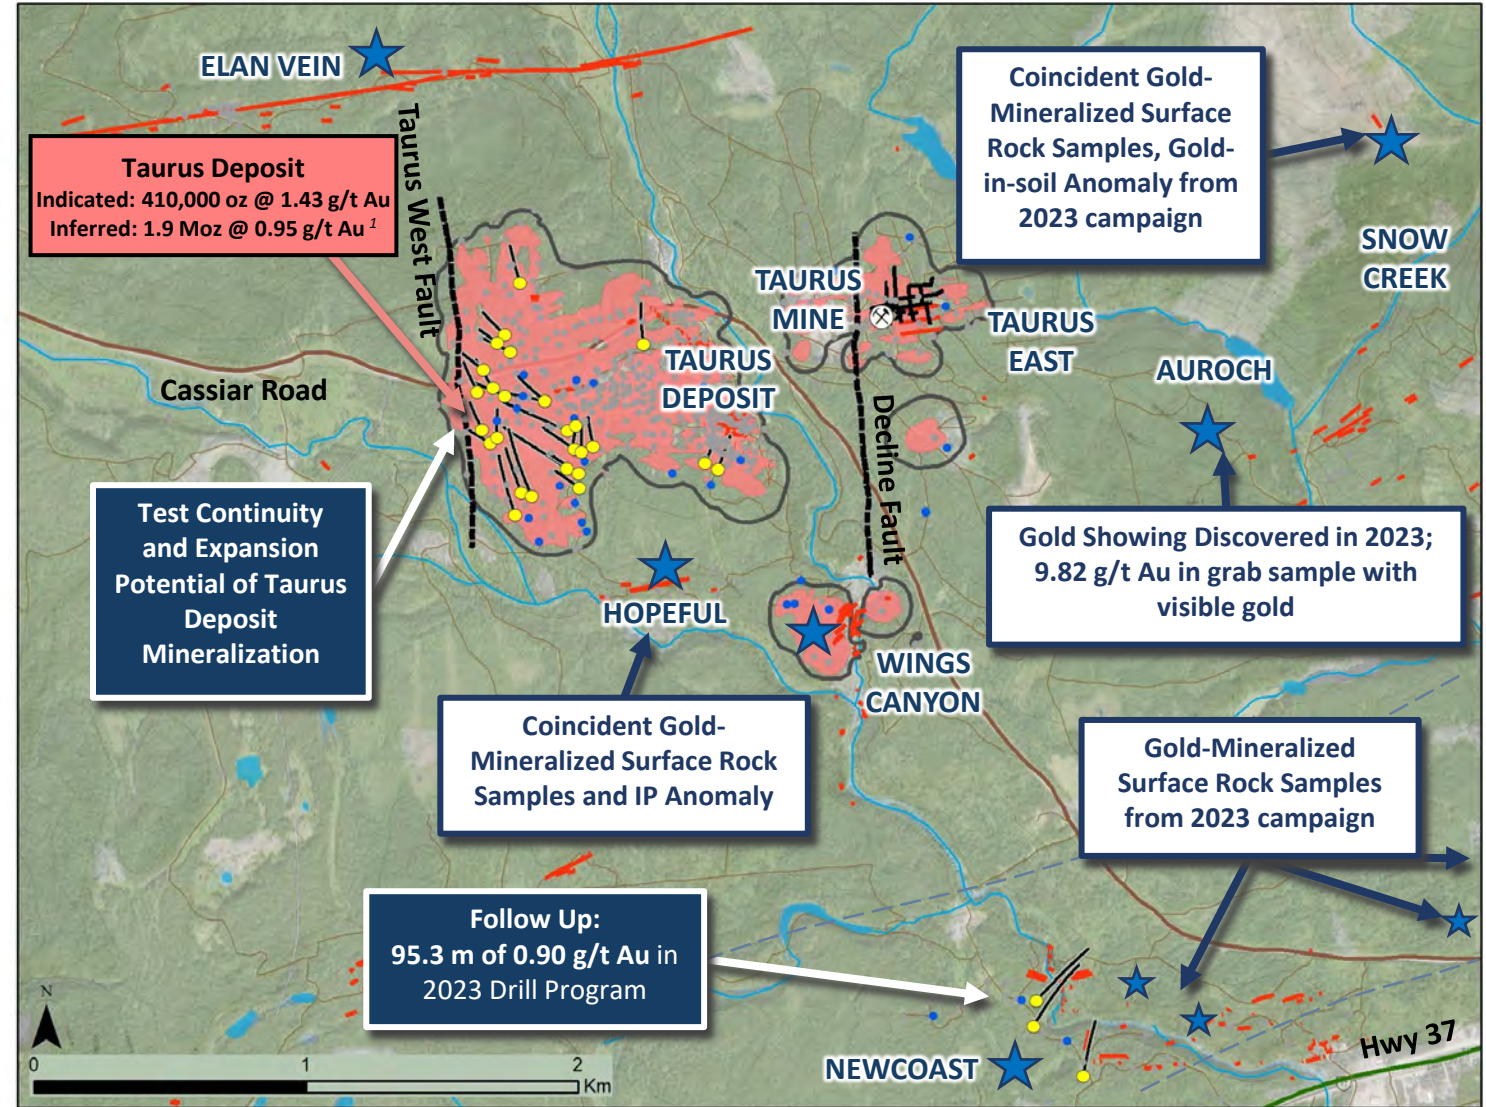 ELAN VEIN
Taurus West Fault
Coincident Gold-
Mineralized Surface
Rock Samples, Gold-
in-soil Anomaly from
2023 campaign
Taurus Deposit
Indicated: 410,000 oz @ 1.43 g/t Au
Inferred: 1.9 Moz @ 0.95 g/t Au 1
SNOW
CREEK
TAURUS
MINE
TAURUS
EAST
TAURUS
DEPOSIT
AUROCH
Cassiar Road
Decline Fault
Test Continuity
and Expansion
Potential of Taurus
Deposit
Mineralization
Gold Showing Discovered in 2023;
9.82 g/t Au in grab sample with
visible gold
HOPEFUL
WINGS
CANYON
Coincident Gold-
Mineralized Surface Rock
Samples and IP Anomaly
Gold-Mineralized
Surface Rock Samples
from 2023 campaign
Follow Up:
95.3 m of 0.90 g/t Au in
2023 Drill Program
N
NEWCOAST
Hwy 37
0 1 2
Km